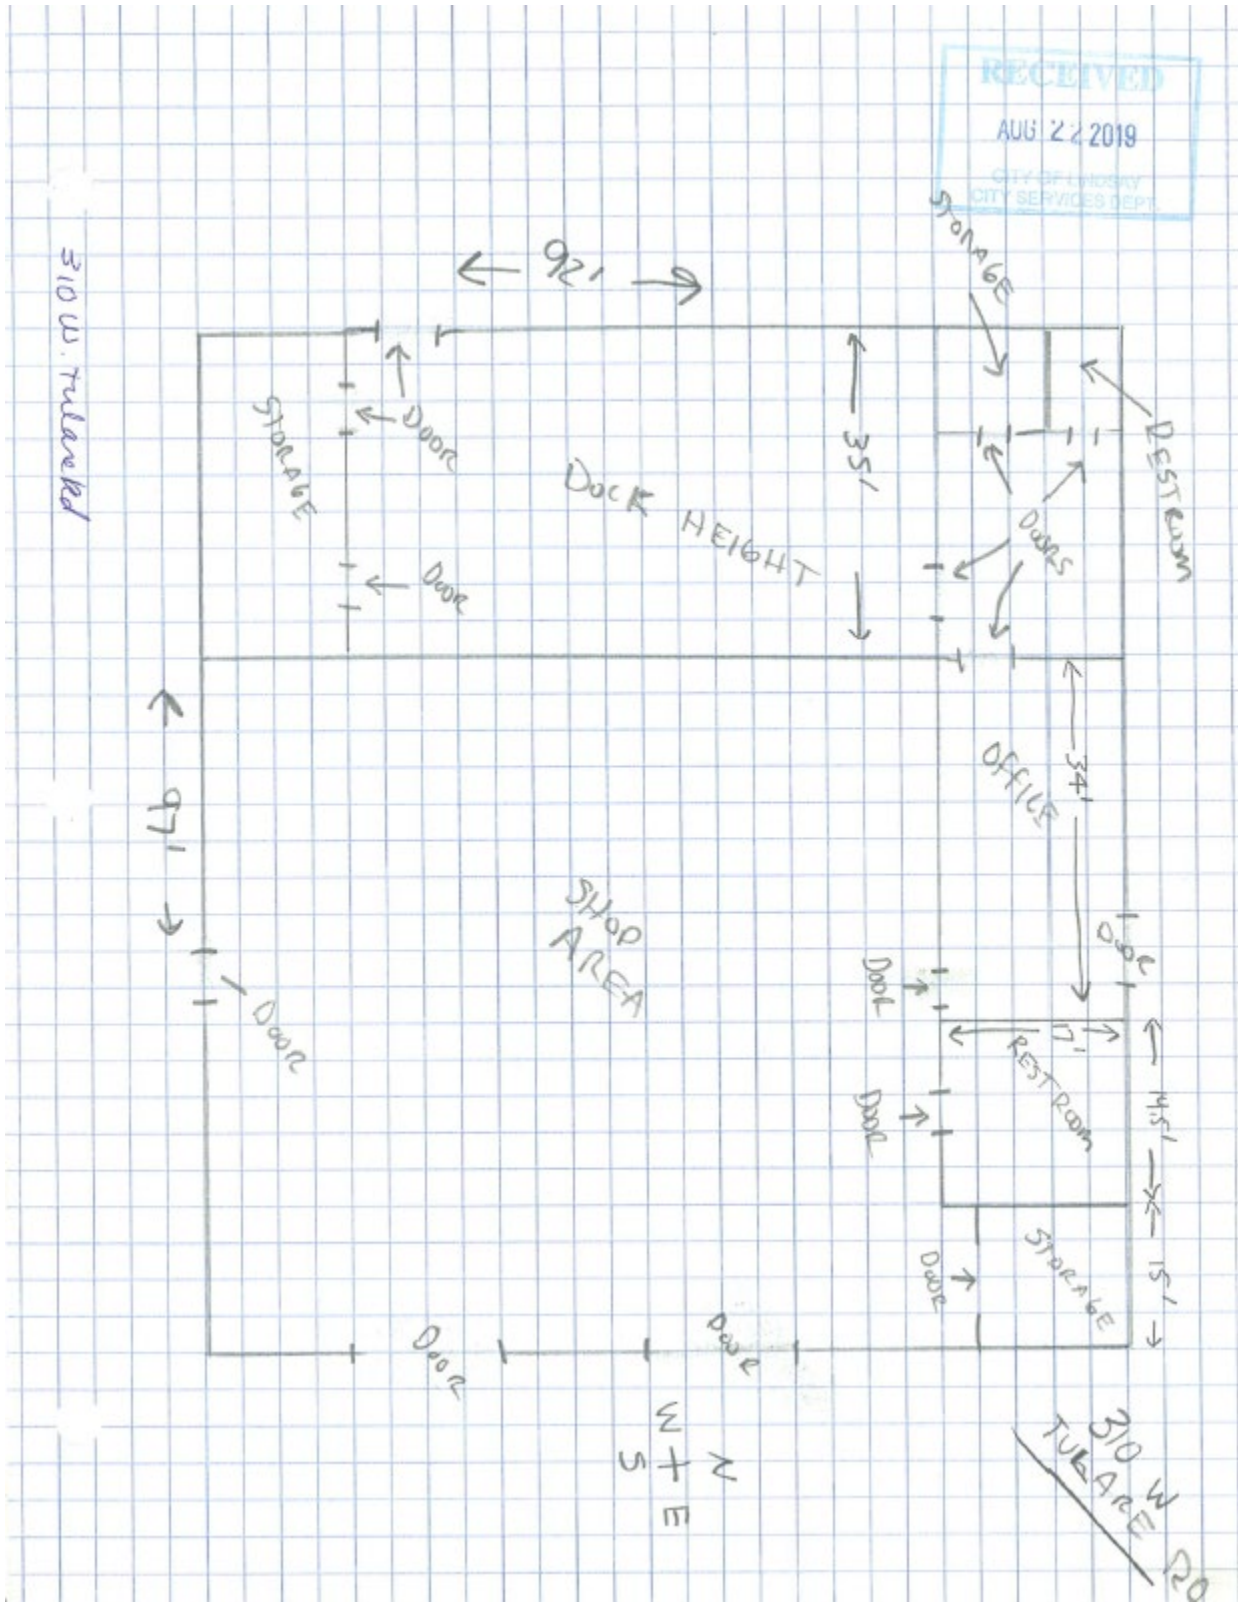 RECEIVED
AUG 22 2019
CITY OF LINDSAY
CITY SERVICES DEPT.
310 W. Tulare Rd
92'
STORAGE
RESTROOM
STORAGE
DOOR
DOOR
DOCK HEIGHT
35'
DOORS
97'
OFFICE
34'
DOOR
SHOP
AREA
DOOR
DOOR
17'
RESTROOM
14.5'
DOOR
STORAGE
15'
DOOR
DOOR
DOOR
N
W E
S
310 W
TULARE RD